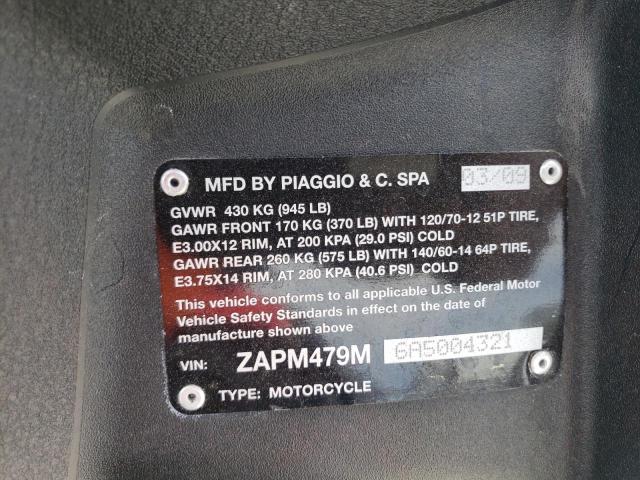 MFD BY PIAGGIO & C. SPA 03/09
GVWR 430 KG (945 LB)
GAWR FRONT 170 KG (370 LB) WITH 120/70-12 51P TIRE,
E3.00X12 RIM, AT 200 KPA (29.0 PSI) COLD
GAWR REAR 260 KG (575 LB) WITH 140/60-14 64P TIRE,
E3.75X14 RIM, AT 280 KPA (40.6 PSI) COLD
This vehicle conforms to all applicable U.S. Federal Motor
Vehicle Safety Standards in effect on the date of
manufacture shown above
VIN: ZAPM479M 6A5004321
TYPE: MOTORCYCLE